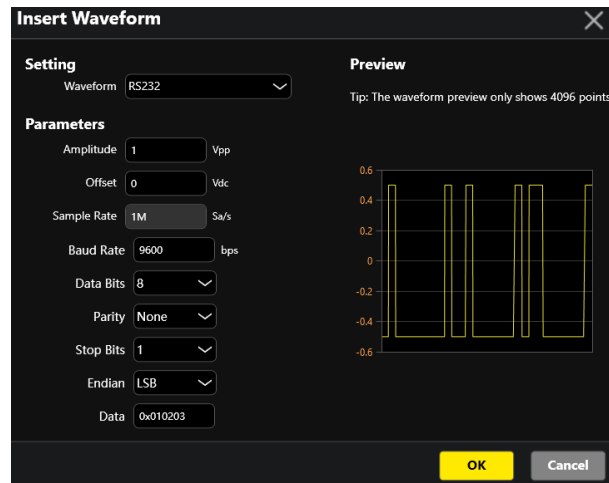 Insert Waveform
Setting
Waveform RS232
Parameters
Amplitude 1 Vpp
Offset 0 Vdc
Sample Rate 1M Sa/s
Baud Rate 9600 bps
Data Bits 8
Parity None
Stop Bits 1
Endian LSB
Data 0x010203
Preview
Tip: The waveform preview only shows 4096 points
0.6
0.4
0.2
0
-0.2
-0.4
-0.6
OK Cancel